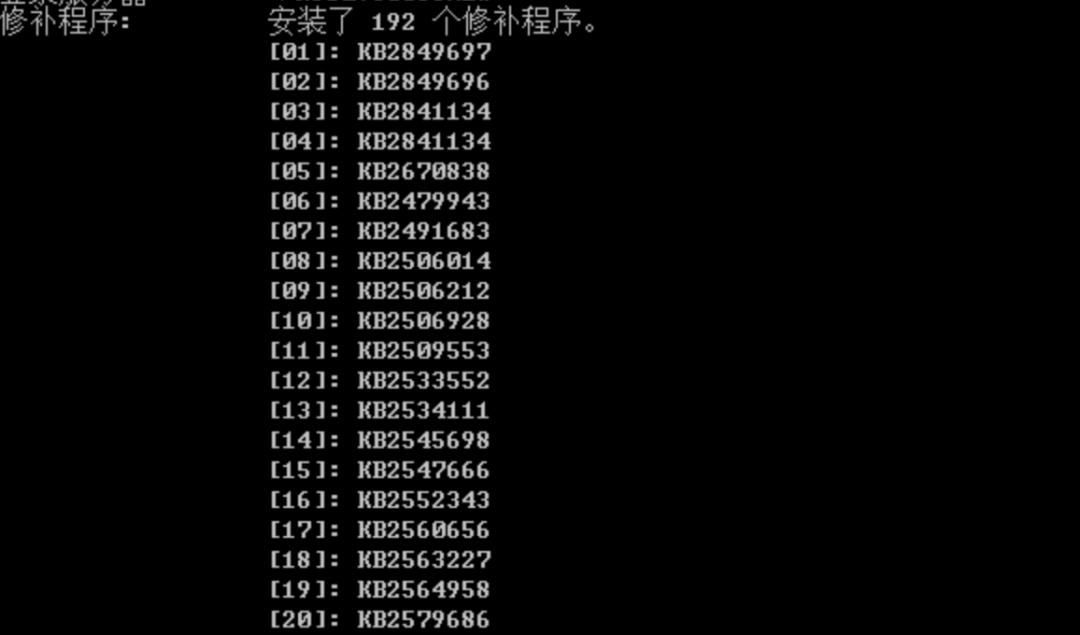 修补程序: 安装了 192 个修补程序。
[01]: KB2849697
[02]: KB2849696
[03]: KB2841134
[04]: KB2841134
[05]: KB2670838
[06]: KB2479943
[07]: KB2491683
[08]: KB2506014
[09]: KB2506212
[10]: KB2506928
[11]: KB2509553
[12]: KB2533552
[13]: KB2534111
[14]: KB2545698
[15]: KB2547666
[16]: KB2552343
[17]: KB2560656
[18]: KB2563227
[19]: KB2564958
[20]: KB2579686